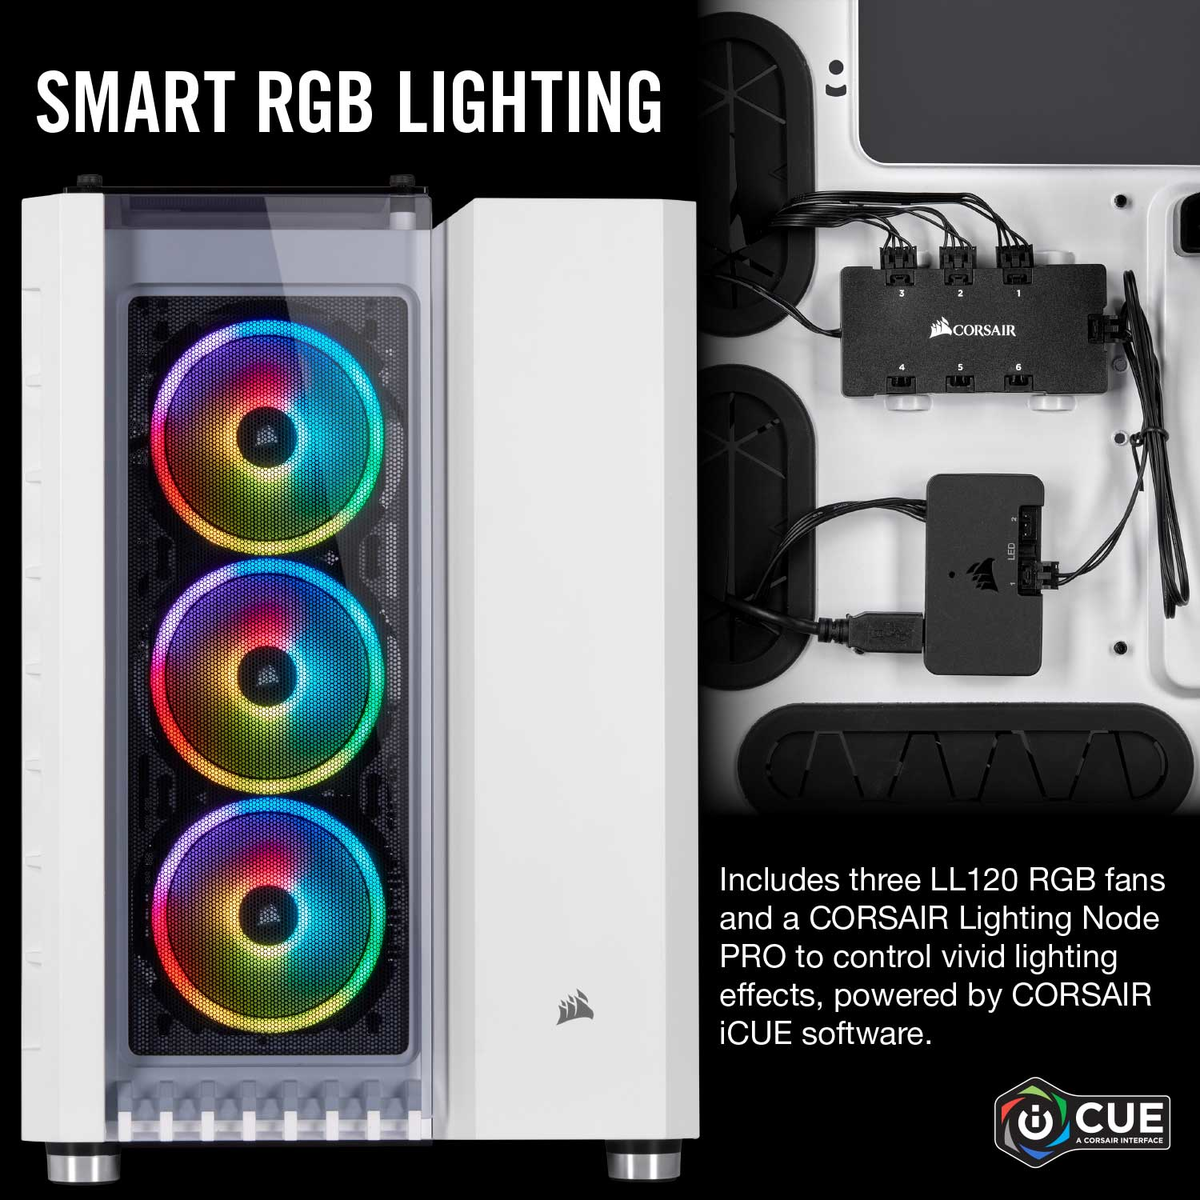 SMART RGB LIGHTING
3 2 1
CORSAIR
4 5 6
2
LED
1
Includes three LL120 RGB fans
and a CORSAIR Lighting Node
PRO to control vivid lighting
effects, powered by CORSAIR
iCUE software.
iCUE
A CORSAIR INTERFACE